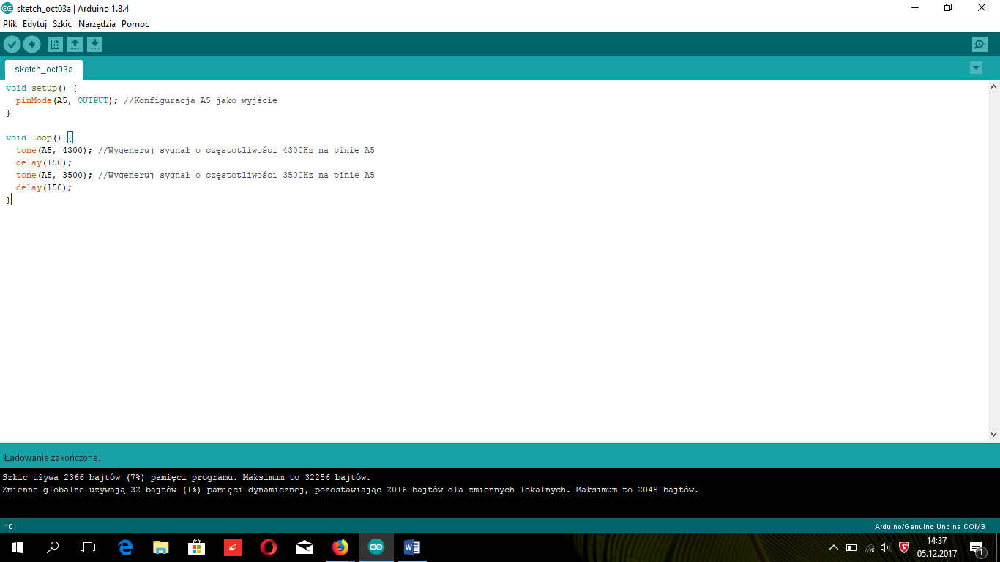 sketch_oct03a | Arduino 1.8.4
Plik Edytuj Szkic Narzędzia Pomoc
sketch_oct03a
void setup() {
  pinMode(A5, OUTPUT); //Konfiguracja A5 jako wyjście
}
void loop() {
  tone(A5, 4300); //Wygeneruj sygnał o częstotliwości 4300Hz na pinie A5
  delay(150);
  tone(A5, 3500); //Wygeneruj sygnał o częstotliwości 3500Hz na pinie A5
  delay(150);
}
Ładowanie zakończone.
Szkic używa 2366 bajtów (7%) pamięci programu. Maksimum to 32256 bajtów.
Zmienne globalne używają 32 bajtów (1%) pamięci dynamicznej, pozostawiając 2016 bajtów dla zmiennych lokalnych. Maksimum to 2048 bajtów.
10 Arduino/Genuino Uno na COM3
14:37
05.12.2017
1